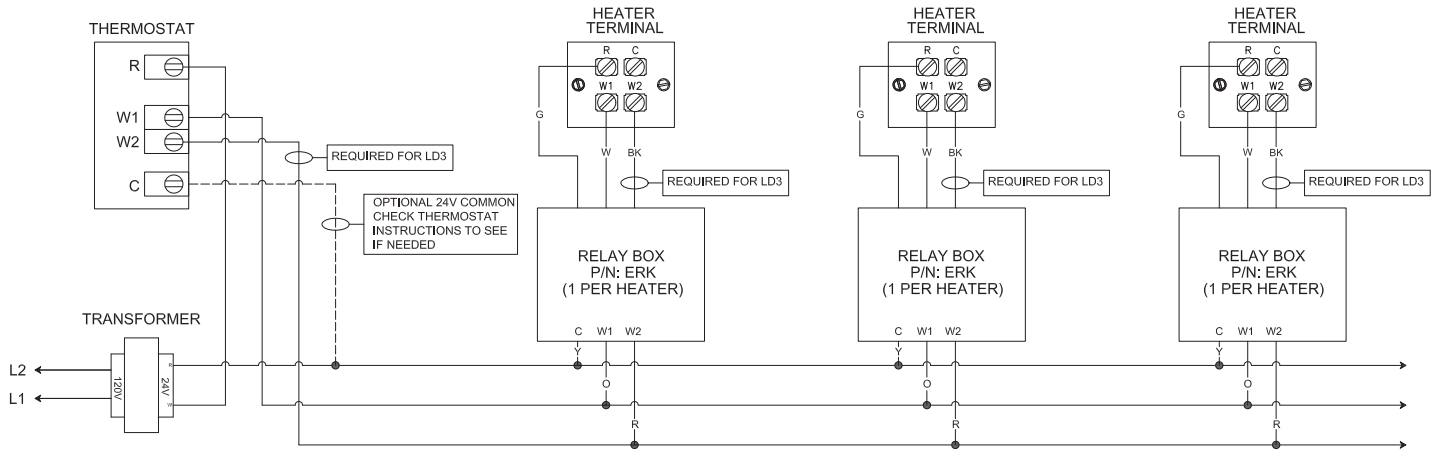 THERMOSTAT
R
W1
W2
C
REQUIRED FOR LD3
OPTIONAL 24V COMMON
CHECK THERMOSTAT
INSTRUCTIONS TO SEE
IF NEEDED
TRANSFORMER
L2
L1
120V
24V
R
W
HEATER
TERMINAL
R C
W1 W2
G
W BK
REQUIRED FOR LD3
RELAY BOX
P/N: ERK
(1 PER HEATER)
C W1 W2
Y
O
R
HEATER
TERMINAL
R C
W1 W2
G
W BK
REQUIRED FOR LD3
RELAY BOX
P/N: ERK
(1 PER HEATER)
C W1 W2
Y
O
R
HEATER
TERMINAL
R C
W1 W2
G
W BK
REQUIRED FOR LD3
RELAY BOX
P/N: ERK
(1 PER HEATER)
C W1 W2
Y
O
R